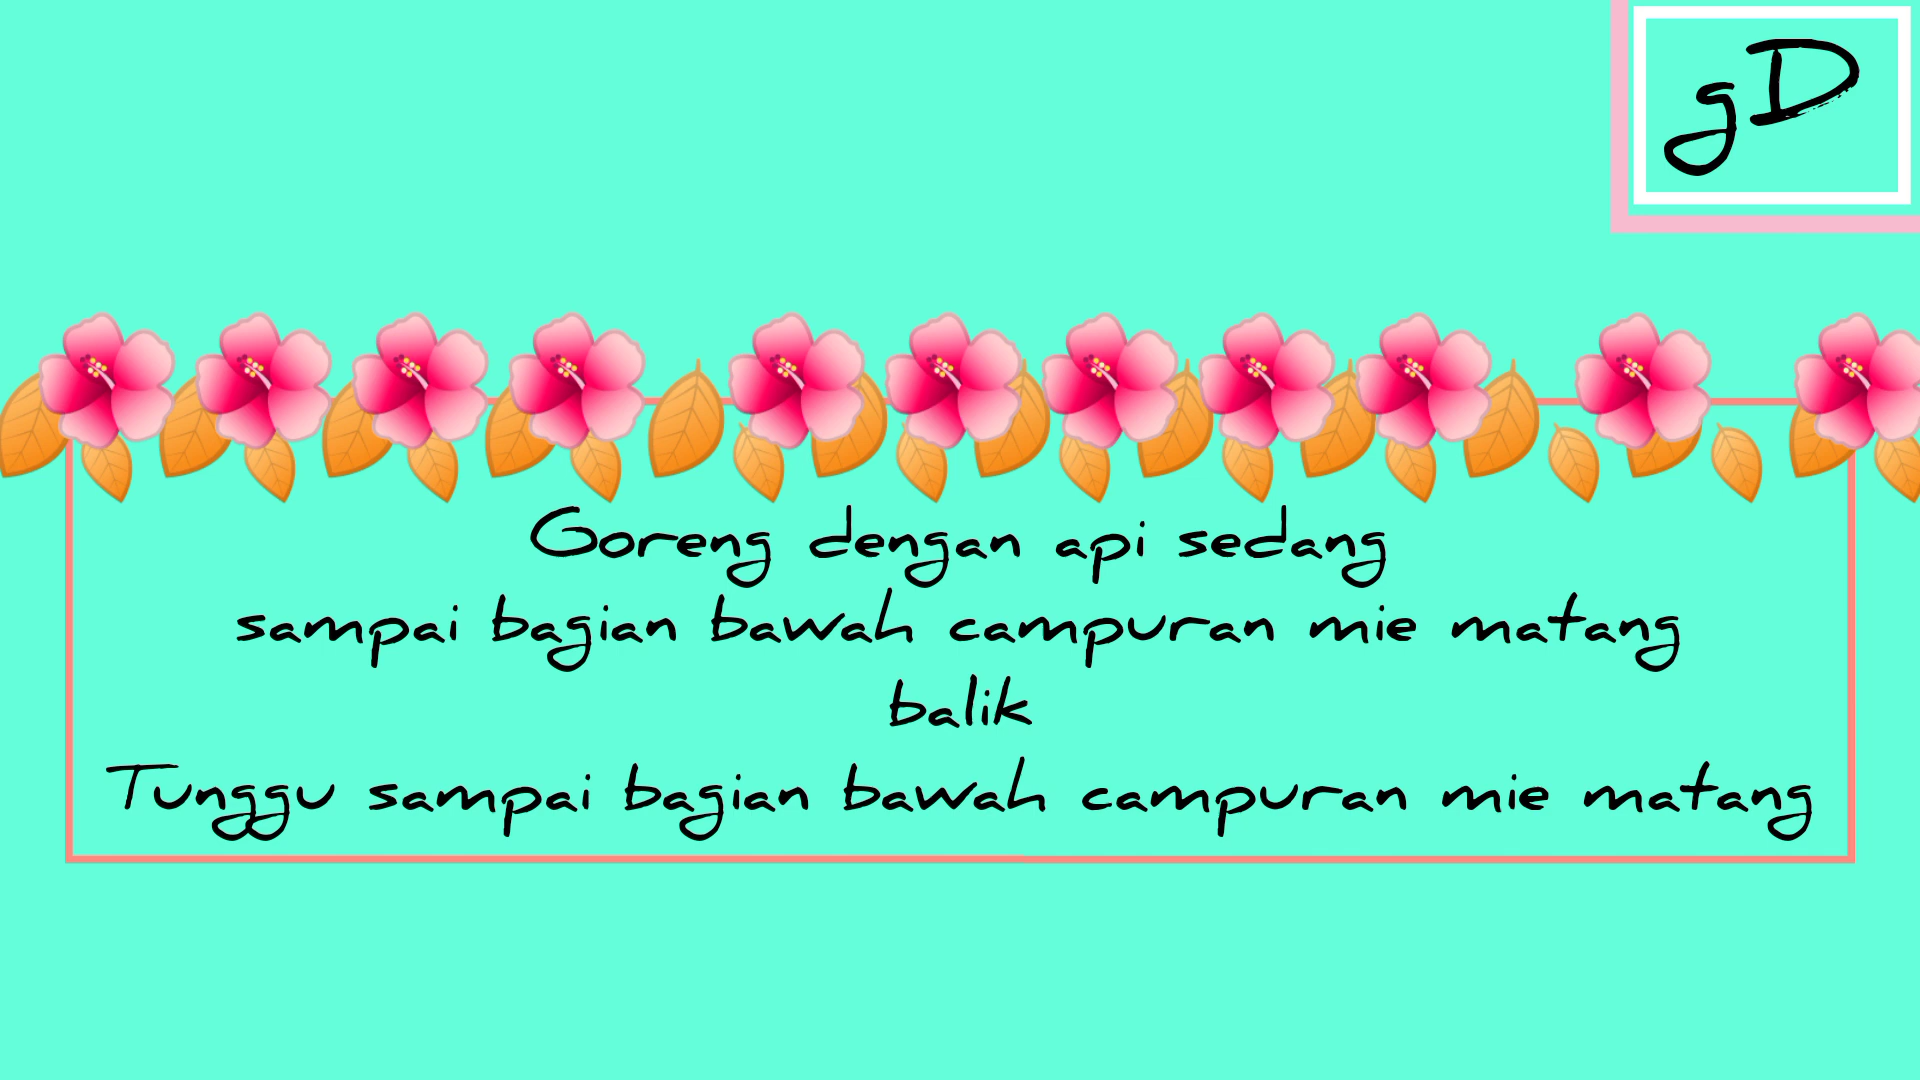 gD
Goreng dengan api sedang
sampai bagian bawah campuran mie matang
balik
Tunggu sampai bagian bawah campuran mie matang